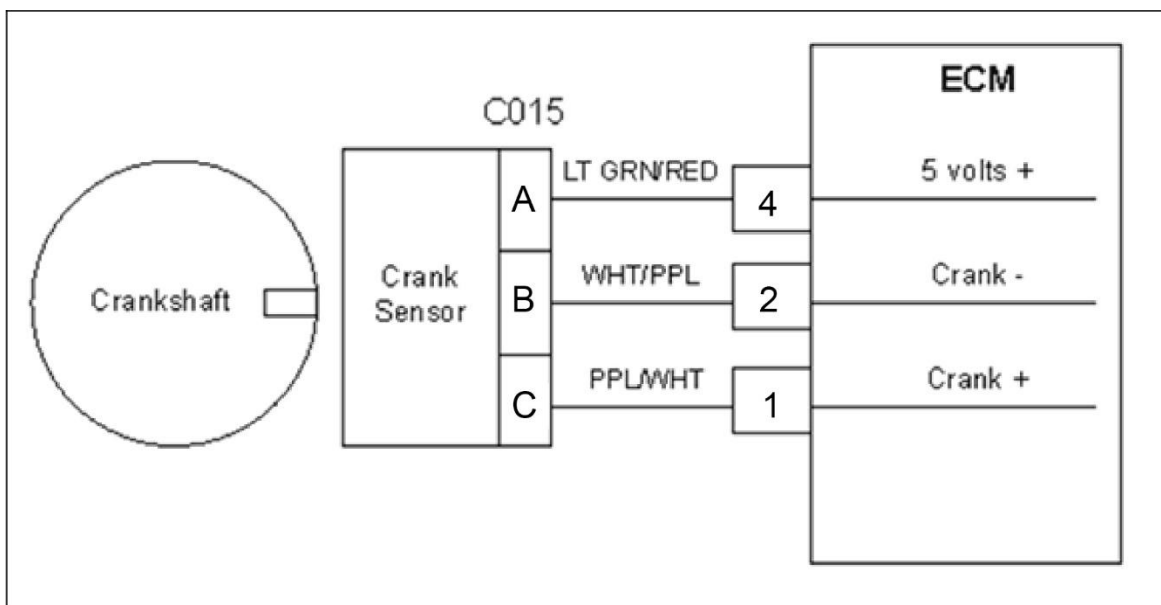 ECM
C015
LT GRN/RED
5 volts +
A
4
Crankshaft
Crank
Sensor
WHT/PPL
Crank -
B
2
PPL/WHT
Crank +
C
1